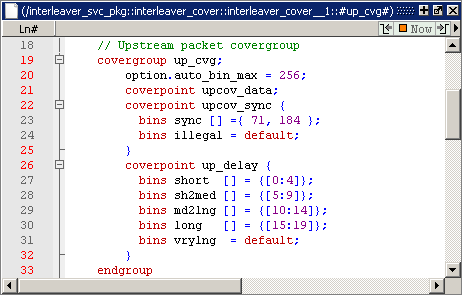 (/interleaver_svc_pkg::interleaver_cover::interleaver_cover__1::#up_cvg#)
Ln# Now
18 // Upstream packet covergroup
19 covergroup up_cvg;
20 option.auto_bin_max = 256;
21 coverpoint upcov_data;
22 coverpoint upcov_sync {
23 bins sync [] ={ 71, 184 };
24 bins illegal = default;
25 }
26 coverpoint up_delay {
27 bins short [] = {[0:4]};
28 bins sh2med [] = {[5:9]};
29 bins md2lng [] = {[10:14]};
30 bins long [] = {[15:19]};
31 bins vrylng = default;
32 }
33 endgroup